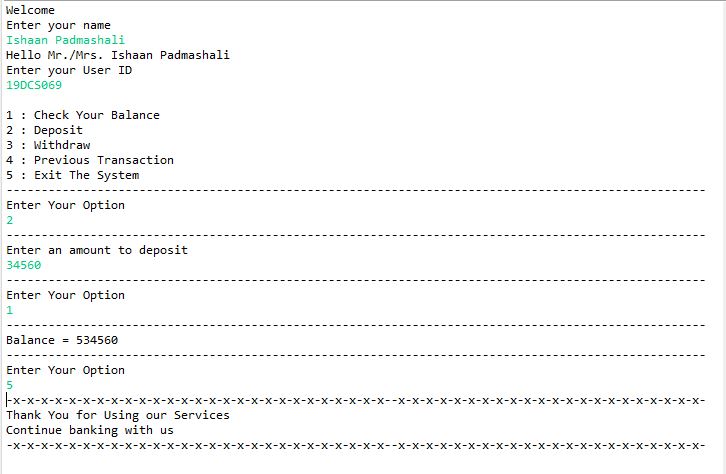 Welcome
Enter your name
Ishaan Padmashali
Hello Mr./Mrs. Ishaan Padmashali
Enter your User ID
19DCS069
1 : Check Your Balance
2 : Deposit
3 : Withdraw
4 : Previous Transaction
5 : Exit The System
----------------------------------------------------------------------------------------------------
Enter Your Option
2
----------------------------------------------------------------------------------------------------
Enter an amount to deposit
34560
----------------------------------------------------------------------------------------------------
Enter Your Option
1
----------------------------------------------------------------------------------------------------
Balance = 534560
----------------------------------------------------------------------------------------------------
Enter Your Option
5
-x-x-x-x-x-x-x-x-x-x-x-x-x-x-x-x-x-x-x-x-x-x-x-x-x-x-x--x-x-x-x-x-x-x-x-x-x-x-x-x-x-x-x-x-x-x-x-x-x-
Thank You for Using our Services
Continue banking with us
-x-x-x-x-x-x-x-x-x-x-x-x-x-x-x-x-x-x-x-x-x-x-x-x-x-x-x--x-x-x-x-x-x-x-x-x-x-x-x-x-x-x-x-x-x-x-x-x-x-